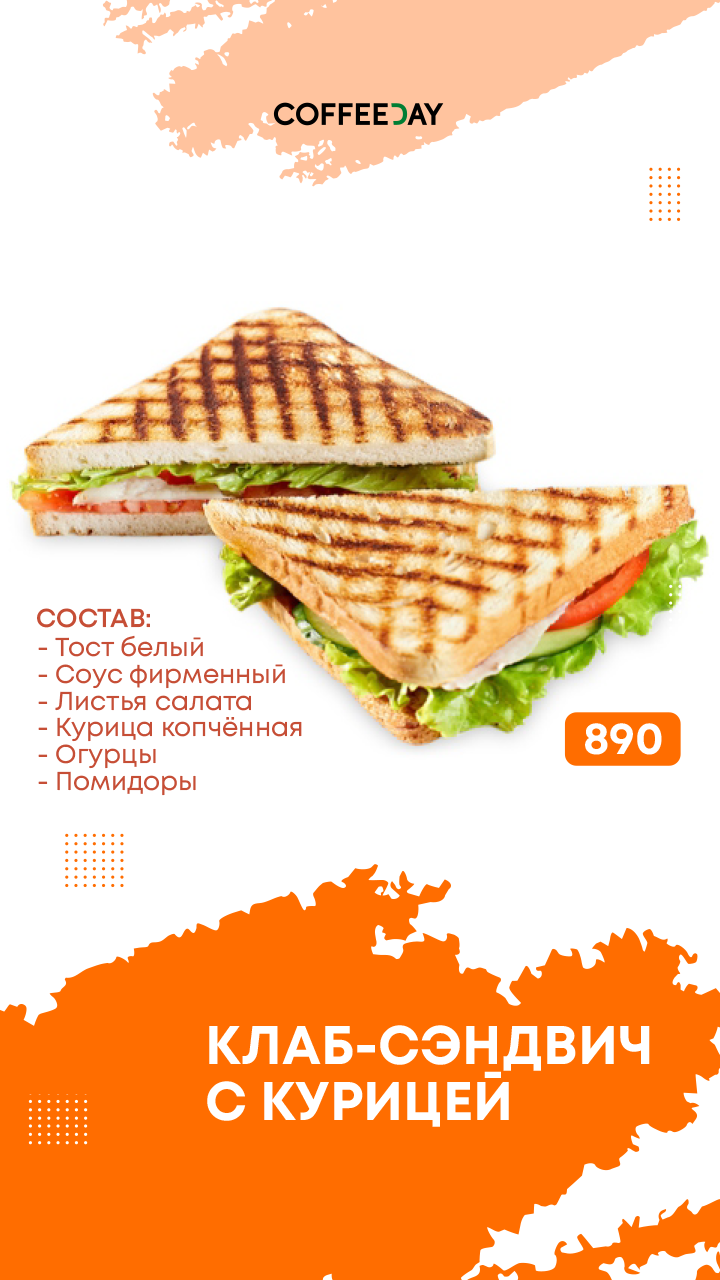 COFFEEDAY
СОСТАВ:
- Тост белый
- Соус фирменный
- Листья салата
- Курица копчённая
- Огурцы
- Помидоры
890
КЛАБ-СЭНДВИЧ
С КУРИЦЕЙ